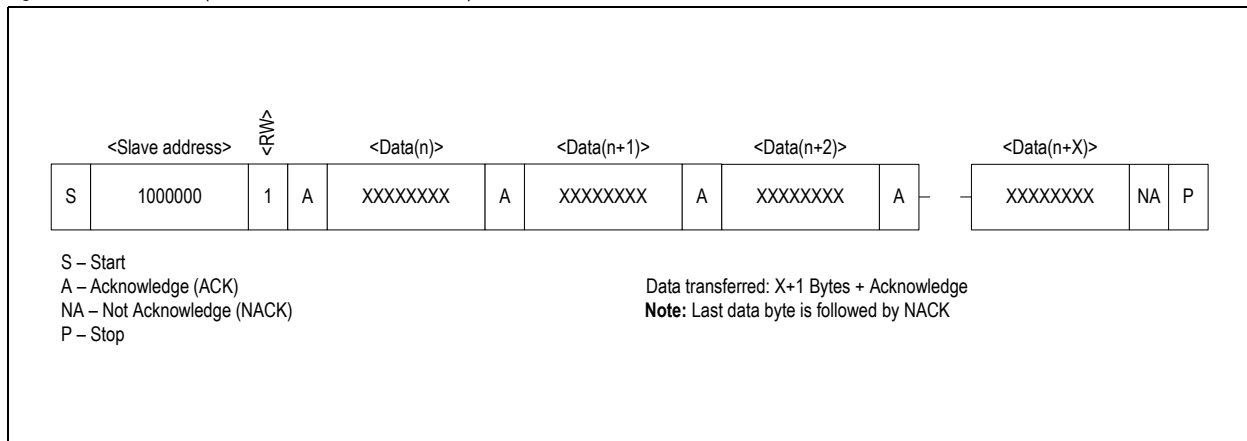 <RW>
<Slave address> <Data(n)> <Data(n+1)> <Data(n+2)> <Data(n+X)>
S 1000000 1 A XXXXXXXX A XXXXXXXX A XXXXXXXX A XXXXXXXX NA P
S – Start
A – Acknowledge (ACK) Data transferred: X+1 Bytes + Acknowledge
NA – Not Acknowledge (NACK) Note: Last data byte is followed by NACK
P – Stop